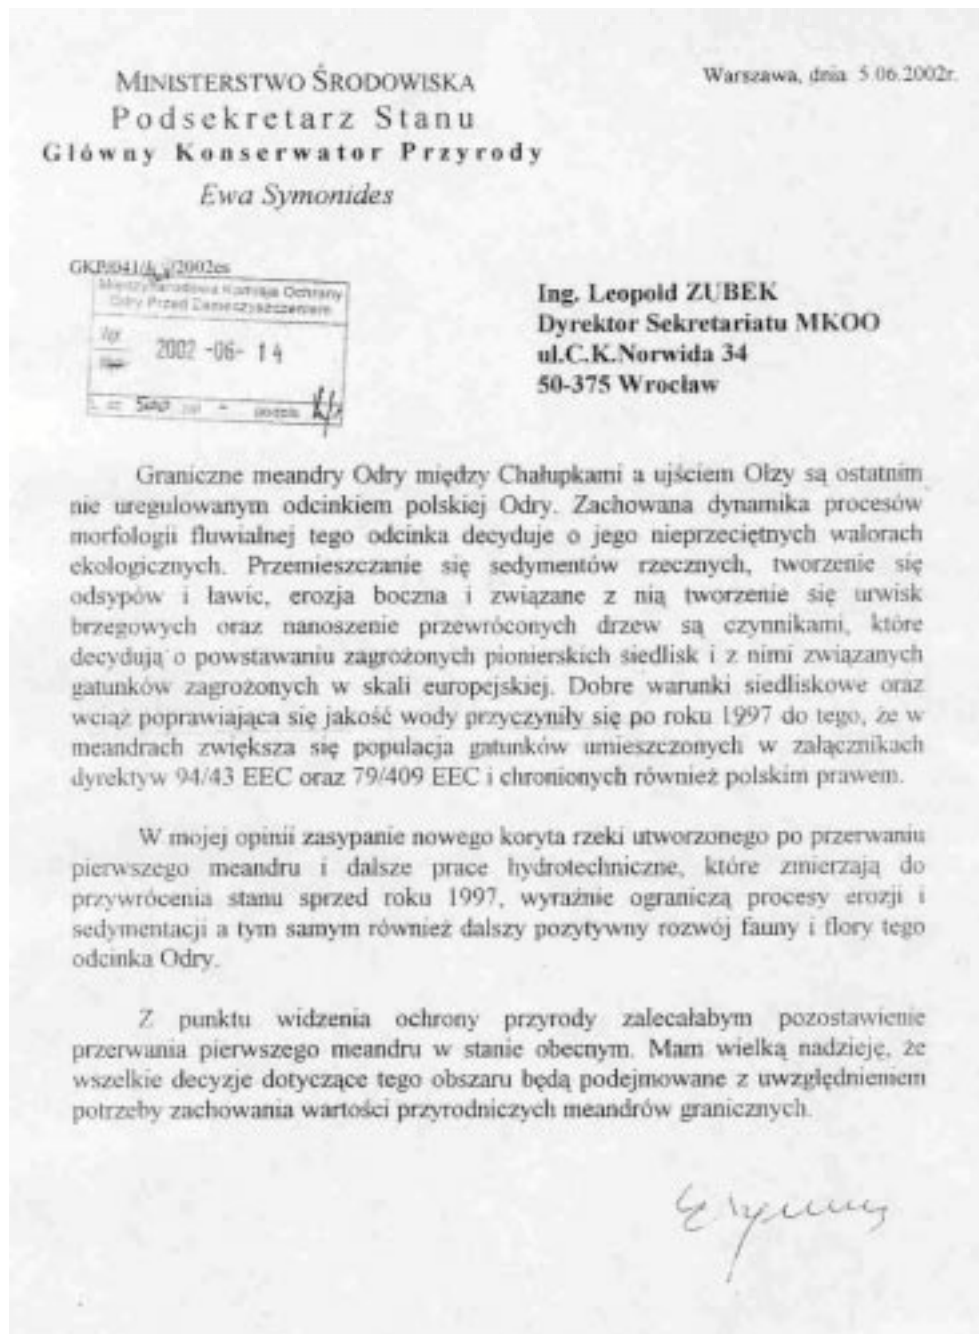 MINISTERSTWO ŚRODOWISKA
Podsekretarz Stanu
Główny Konserwator Przyrody
Ewa Symonides
Warszawa, dnia 5.06.2002r.
GKP/041/ /2002es
Międzynarodowa Komisja Ochrony
Odry Przed Zanieczyszczeniem
2002 -06- 14
podpis
Ing. Leopold ZUBEK
Dyrektor Sekretariatu MKOO
ul.C.K.Norwida 34
50-375 Wrocław
Graniczne meandry Odry między Chałupkami a ujściem Olzy są ostatnim
nie uregulowanym odcinkiem polskiej Odry. Zachowana dynamika procesów
morfologii fluwialnej tego odcinka decyduje o jego nieprzeciętnych walorach
ekologicznych. Przemieszczanie się sedymentów rzecznych, tworzenie się
odsypów i ławic, erozja boczna i związane z nią tworzenie się urwisk
brzegowych oraz nanoszenie przewróconych drzew są czynnikami, które
decydują o powstawaniu zagrożonych pionierskich siedlisk i z nimi związanych
gatunków zagrożonych w skali europejskiej. Dobre warunki siedliskowe oraz
wciąż poprawiająca się jakość wody przyczyniły się po roku 1997 do tego, że w
meandrach zwiększa się populacja gatunków umieszczonych w załącznikach
dyrektyw 94/43 EEC oraz 79/409 EEC i chronionych również polskim prawem.
W mojej opinii zasypanie nowego koryta rzeki utworzonego po przerwaniu
pierwszego meandru i dalsze prace hydrotechniczne, które zmierzają do
przywrócenia stanu sprzed roku 1997, wyraźnie ograniczą procesy erozji i
sedymentacji a tym samym również dalszy pozytywny rozwój fauny i flory tego
odcinka Odry.
Z punktu widzenia ochrony przyrody zalecałabym pozostawienie
przerwania pierwszego meandru w stanie obecnym. Mam wielką nadzieję, że
wszelkie decyzje dotyczące tego obszaru będą podejmowane z uwzględnieniem
potrzeby zachowania wartości przyrodniczych meandrów granicznych.